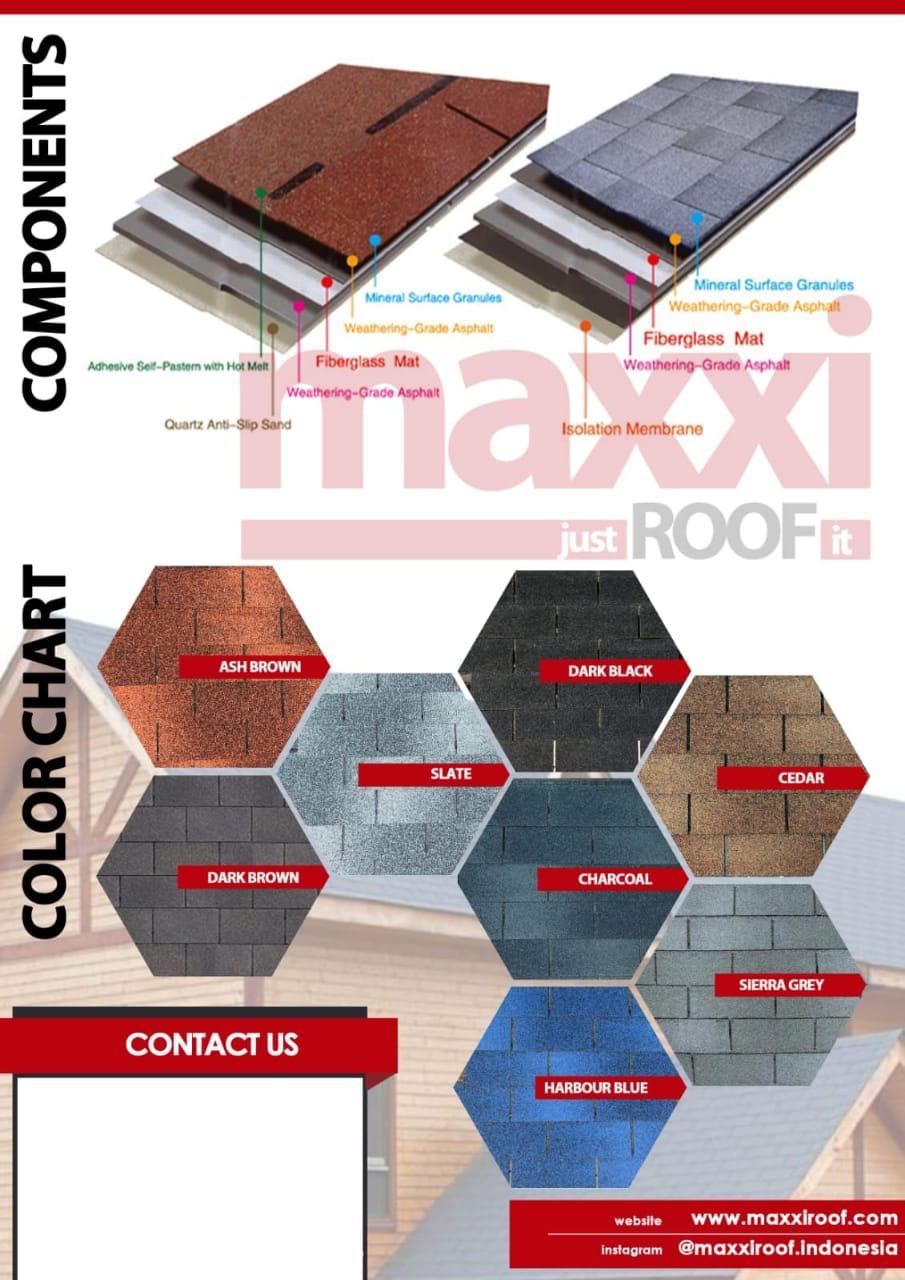 COMPONENTS
Mineral Surface Granules
Weathering-Grade Asphalt
Fiberglass Mat
Adhesive Self-Pastern with Hot Melt
Weathering-Grade Asphalt
Quartz Anti-Slip Sand
Mineral Surface Granules
Weathering-Grade Asphalt
Fiberglass Mat
Weathering-Grade Asphalt
Isolation Membrane
maxxi
just ROOF it
COLOR CHART
ASH BROWN
DARK BLACK
SLATE
CEDAR
DARK BROWN
CHARCOAL
SIERRA GREY
HARBOUR BLUE
CONTACT US
website www.maxxiroof.com
instagram @maxxiroof.indonesia